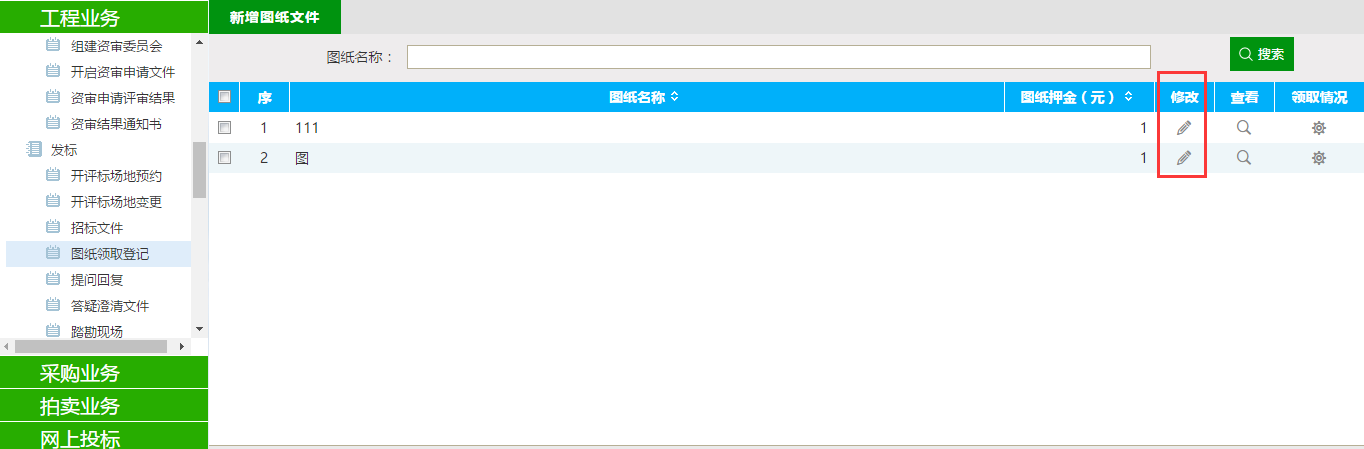 工程业务
组建资审委员会
开启资审申请文件
资审申请评审结果
资审结果通知书
发标
开评标场地预约
开评标场地变更
招标文件
图纸领取登记
提问回复
答疑澄清文件
踏勘现场
采购业务
拍卖业务
网上投标
新增图纸文件
图纸名称： 搜索
序 图纸名称 图纸押金（元） 修改 查看 领取情况
1 111 1
2 图 1